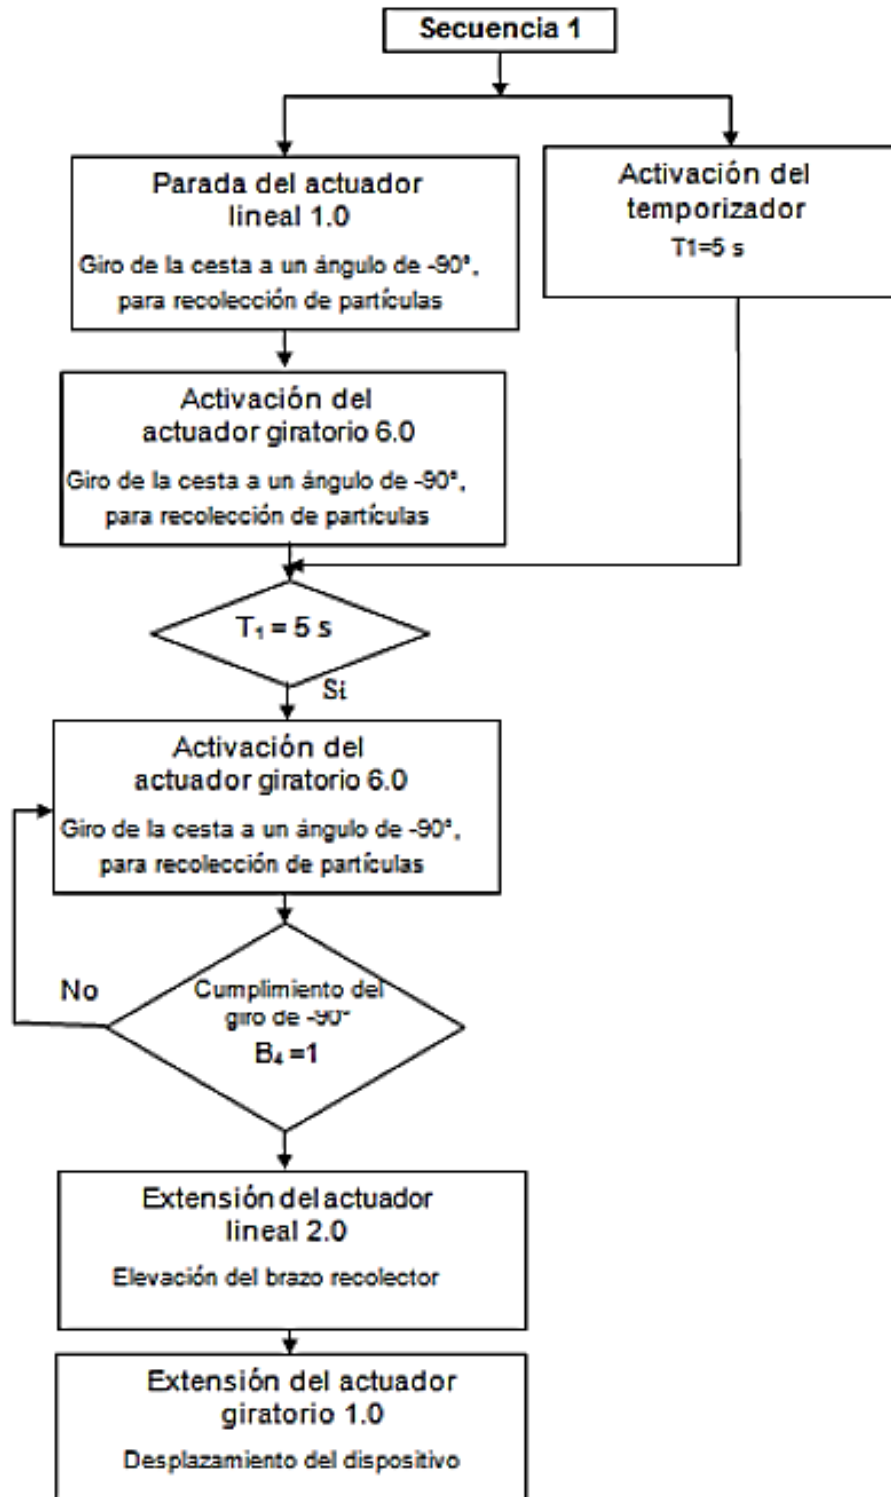 Secuencia 1
Parada del actuador
lineal 1.0
Giro de la cesta a un ángulo de -90°,
para recolección de partículas
Activación del
temporizador
T1=5 s
Activación del
actuador giratorio 6.0
Giro de la cesta a un ángulo de -90°,
para recolección de partículas
T₁ = 5 s
Si
Activación del
actuador giratorio 6.0
Giro de la cesta a un ángulo de -90°,
para recolección de partículas
No
Cumplimiento del
giro de -90°
B₄ =1
Extensión del actuador
lineal 2.0
Elevación del brazo recolector
Extensión del actuador
giratorio 1.0
Desplazamiento del dispositivo